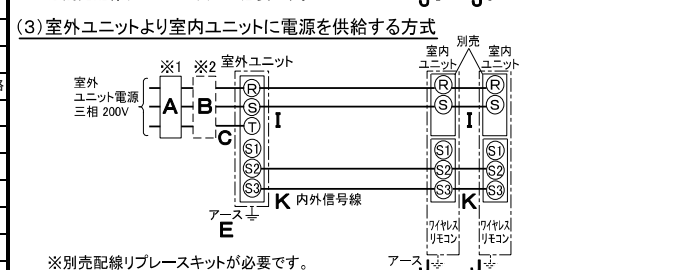 (3)室外ユニットより室内ユニットに電源を供給する方式
※1
※2
室外ユニット
室内
ユニット
別売
室内
ユニット
室外
ユニット電源
三相 200V
A
B
C
R
S
T
S1
S2
S3
I
R
S
I
R
S
S1
S2
S3
S1
S2
S3
K 内外信号線
K
アース
E
ワイヤレス
リモコン
ワイヤレス
リモコン
アース
J
J
※別売配線リプレースキットが必要です。